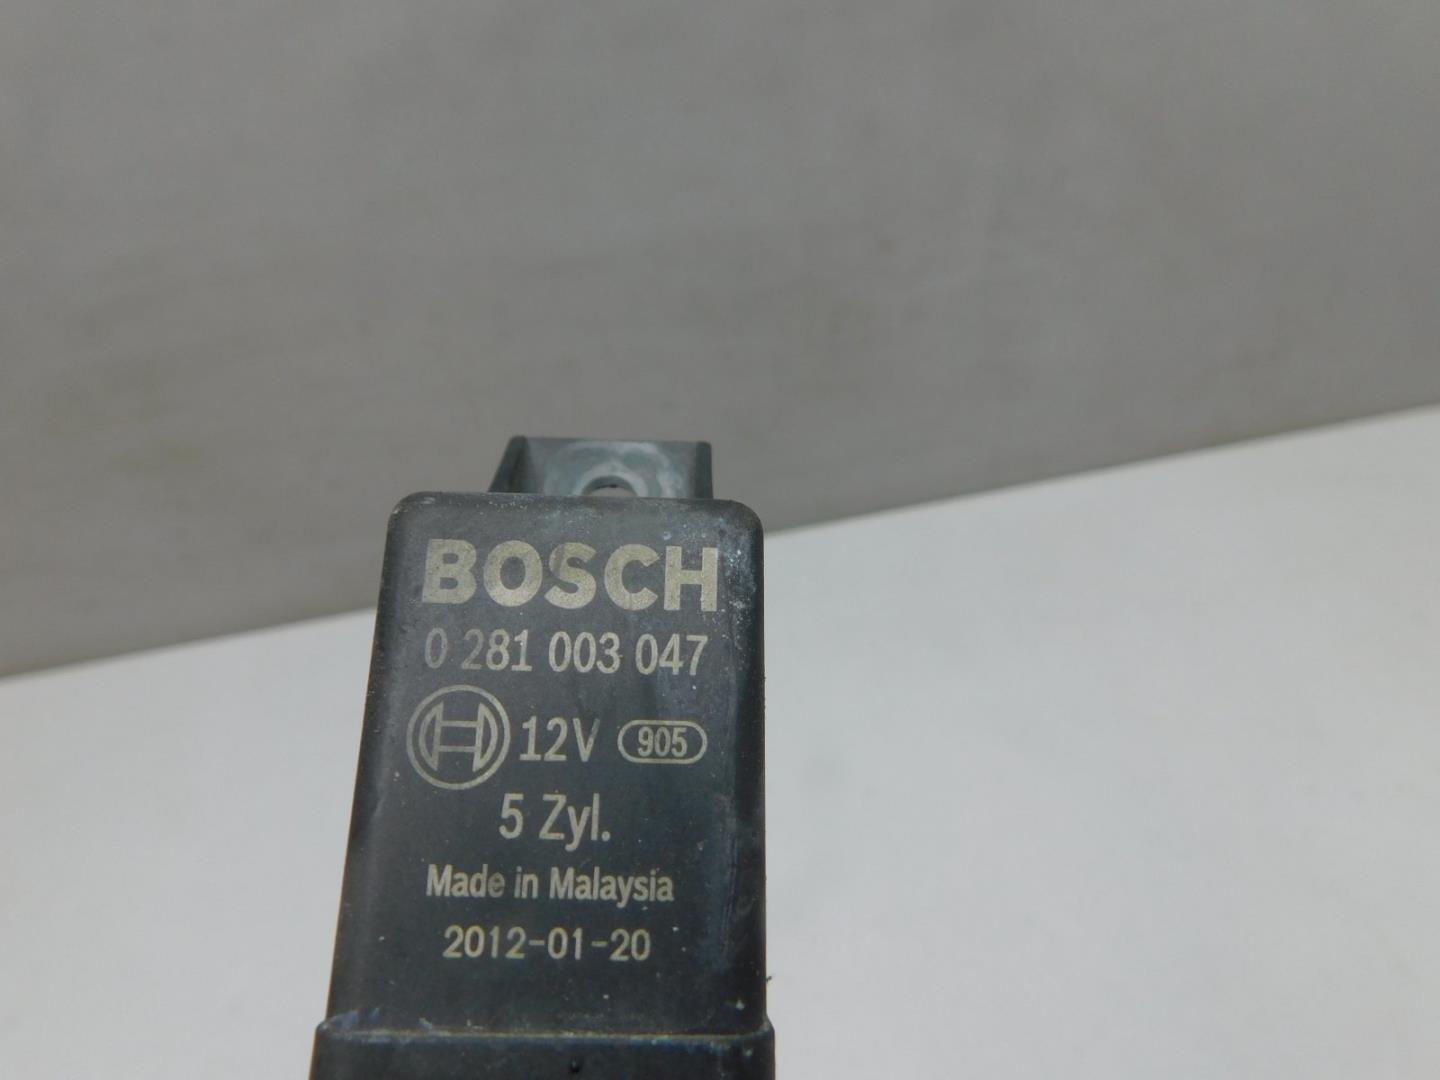 BOSCH
0 281 003 047
12V 905
5 Zyl.
Made in Malaysia
2012-01-20